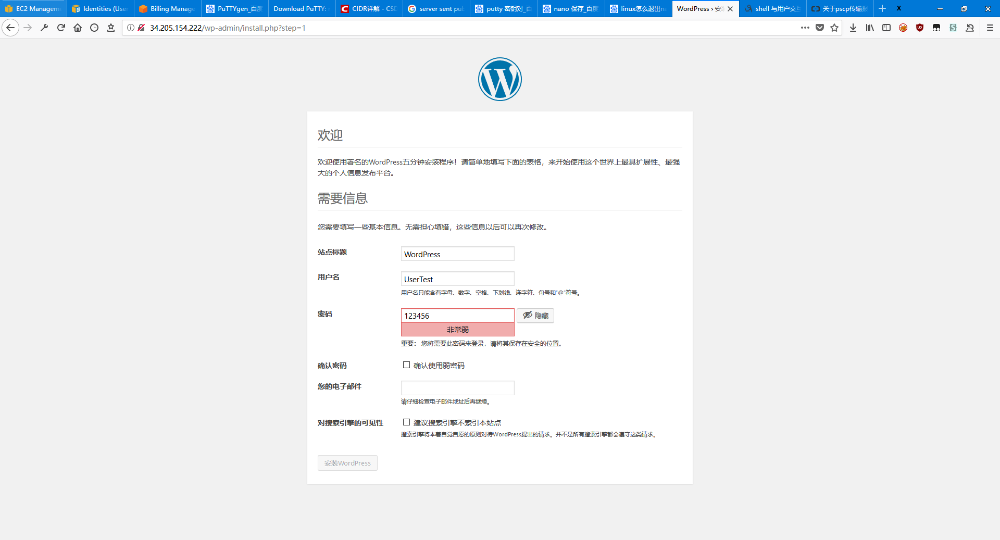 EC2 Manageme
Identities (User
Billing Manage
PuTTYgen_百度
Download PuTTY:
CIDR详解 - CSD
server sent pub
putty 密钥对_百
nano 保存_百度
linux怎么退出na
WordPress › 安装
shell 与用户交互
关于pscp传输报
X
34.205.154.222/wp-admin/install.php?step=1
欢迎
欢迎使用著名的WordPress五分钟安装程序！请简单地填写下面的表格，来开始使用这个世界上最具扩展性、最强
大的个人信息发布平台。
需要信息
您需要填写一些基本信息。无需担心填错，这些信息以后可以再次修改。
站点标题
WordPress
用户名
UserTest
用户名只能含有字母、数字、空格、下划线、连字符、句号和“@”符号。
密码
123456
隐藏
非常弱
重要： 您将需要此密码来登录，请将其保存在安全的位置。
确认密码
确认使用弱密码
您的电子邮件
请仔细检查电子邮件地址后再继续。
对搜索引擎的可见性
建议搜索引擎不索引本站点
搜索引擎将本着自觉自愿的原则对待WordPress提出的请求。并不是所有搜索引擎都会遵守这类请求。
安装WordPress